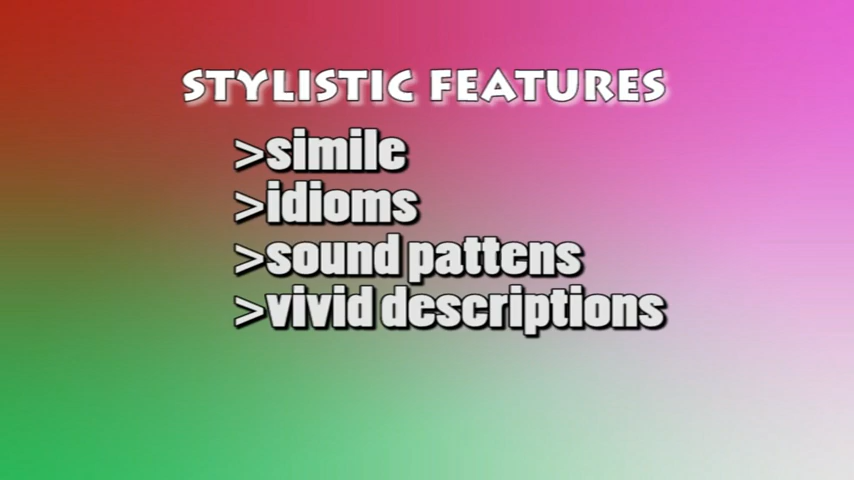 STYLISTIC FEATURES
>simile
>idioms
>sound pattens
>vivid descriptions